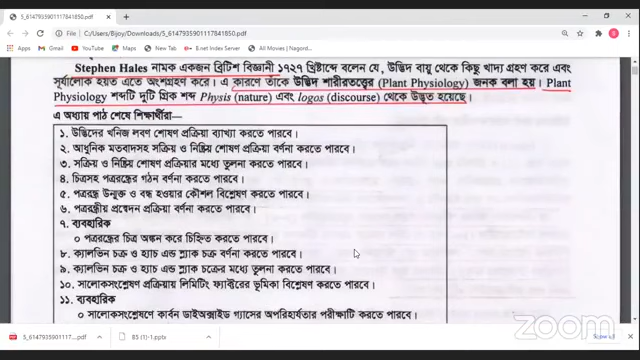 5_6147935901117841850.pdf
File | C:/Users/Bijoy/Downloads/5_6147935901117841850.pdf
Apps Bookmarks New Tab E.net Index Server All Movies { NAGORD...
Stephen Hales নামক একজন ব্রিটিশ বিজ্ঞানী ১৭২৭ খ্রিষ্টাব্দে বলেন যে, উদ্ভিদ বায়ু থেকে কিছু খাদ্য গ্রহণ করে এবং
সূর্যালোক হয়ত এতে অংশগ্রহণ করে। এ কারণে তাঁকে উদ্ভিদ শারীরতত্ত্বের (Plant Physiology) জনক বলা হয়। Plant
Physiology শব্দটি দুটি গ্রিক শব্দ Physis (nature) এবং logos (discourse) থেকে উদ্ভূত হয়েছে।
এ অধ্যায় পাঠ শেষে শিক্ষার্থীরা—
১. উদ্ভিদের খনিজ লবণ শোষণ প্রক্রিয়া ব্যাখ্যা করতে পারবে।
২. আধুনিক মতবাদসহ সক্রিয় ও নিষ্ক্রিয় শোষণ প্রক্রিয়া বর্ণনা করতে পারবে।
৩. সক্রিয় ও নিষ্ক্রিয় শোষণ প্রক্রিয়ার মধ্যে তুলনা করতে পারবে।
৪. চিত্রসহ পত্ররন্ধ্রের গঠন বর্ণনা করতে পারবে।
৫. পত্ররন্ধ্র উন্মুক্ত ও বন্ধ হওয়ার কৌশল বিশ্লেষণ করতে পারবে।
৬. পত্ররন্ধ্রীয় প্রস্বেদন প্রক্রিয়া বর্ণনা করতে পারবে।
৭. ব্যবহারিক
০ পত্ররন্ধ্রের চিত্র অঙ্কন করে চিহ্নিত করতে পারবে।
৮. ক্যালভিন চক্র ও হ্যাচ এন্ড স্ল্যাক চক্র বর্ণনা করতে পারবে।
৯. ক্যালভিন চক্র ও হ্যাচ এন্ড স্ল্যাক চক্রের মধ্যে তুলনা করতে পারবে।
১০. সালোকসংশ্লেষণ প্রক্রিয়ায় লিমিটিং ফ্যাক্টরের ভূমিকা বিশ্লেষণ করতে পারবে।
১১. ব্যবহারিক
০ সালোকসংশ্লেষণে কার্বন ডাইঅক্সাইড গ্যাসের অপরিহার্যতার পরীক্ষাটি করতে পারবে।
5_6147935901117....pdf B5 (1)-1.pptx Show all
zoom